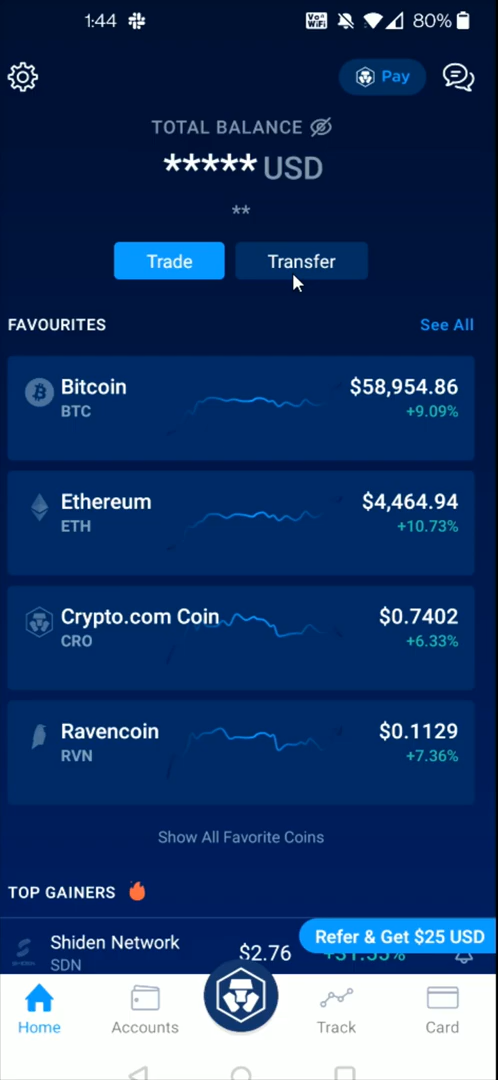 1:44
Vo WiFi
80%
Pay
TOTAL BALANCE
***** USD
**
Trade
Transfer
FAVOURITES
See All
Bitcoin
$58,954.86
BTC
+9.09%
Ethereum
$4,464.94
ETH
+10.73%
Crypto.com Coin
$0.7402
CRO
+6.33%
Ravencoin
$0.1129
RVN
+7.36%
Show All Favorite Coins
TOP GAINERS
Shiden Network
Refer & Get $25 USD
$2.76
SDN
Home
Accounts
Track
Card